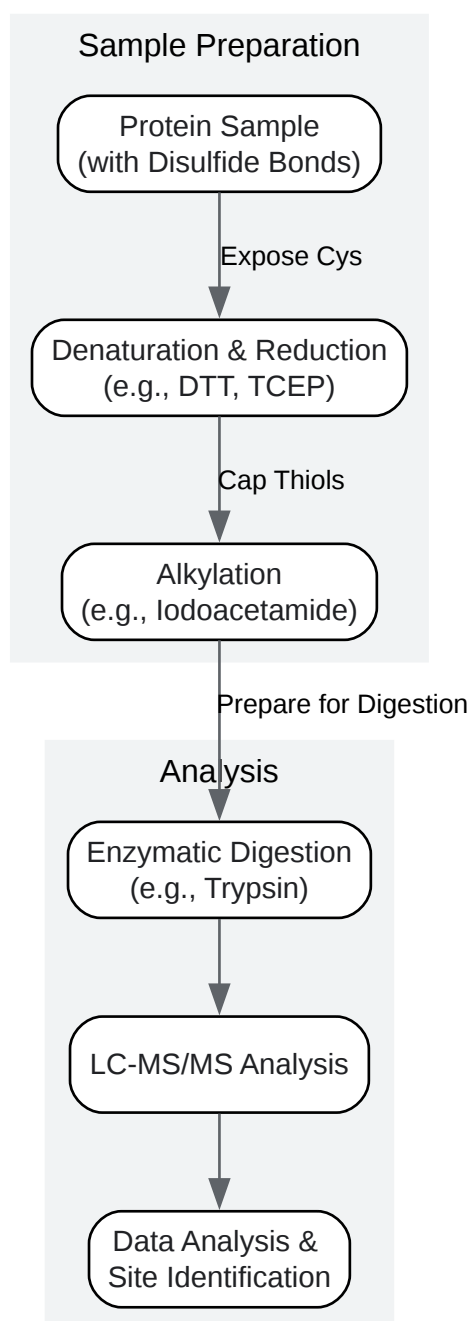 Sample Preparation
Protein Sample
(with Disulfide Bonds)
Expose Cys
Denaturation & Reduction
(e.g., DTT, TCEP)
Cap Thiols
Alkylation
(e.g., Iodoacetamide)
Prepare for Digestion
Analysis
Enzymatic Digestion
(e.g., Trypsin)
LC-MS/MS Analysis
Data Analysis &
Site Identification